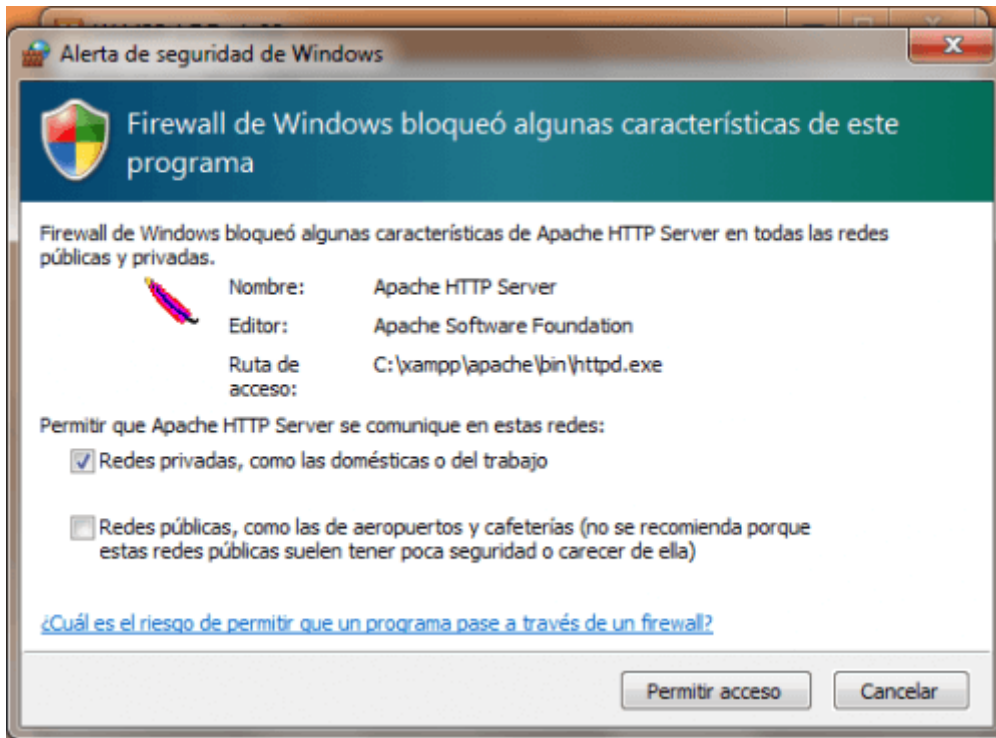 Alerta de seguridad de Windows
Firewall de Windows bloqueó algunas características de este
programa
Firewall de Windows bloqueó algunas características de Apache HTTP Server en todas las redes
públicas y privadas.
Nombre: Apache HTTP Server
Editor: Apache Software Foundation
Ruta de C:\xampp\apache\bin\httpd.exe
acceso:
Permitir que Apache HTTP Server se comunique en estas redes:
Redes privadas, como las domésticas o del trabajo
Redes públicas, como las de aeropuertos y cafeterías (no se recomienda porque
estas redes públicas suelen tener poca seguridad o carecer de ella)
¿Cuál es el riesgo de permitir que un programa pase a través de un firewall?
Permitir acceso Cancelar